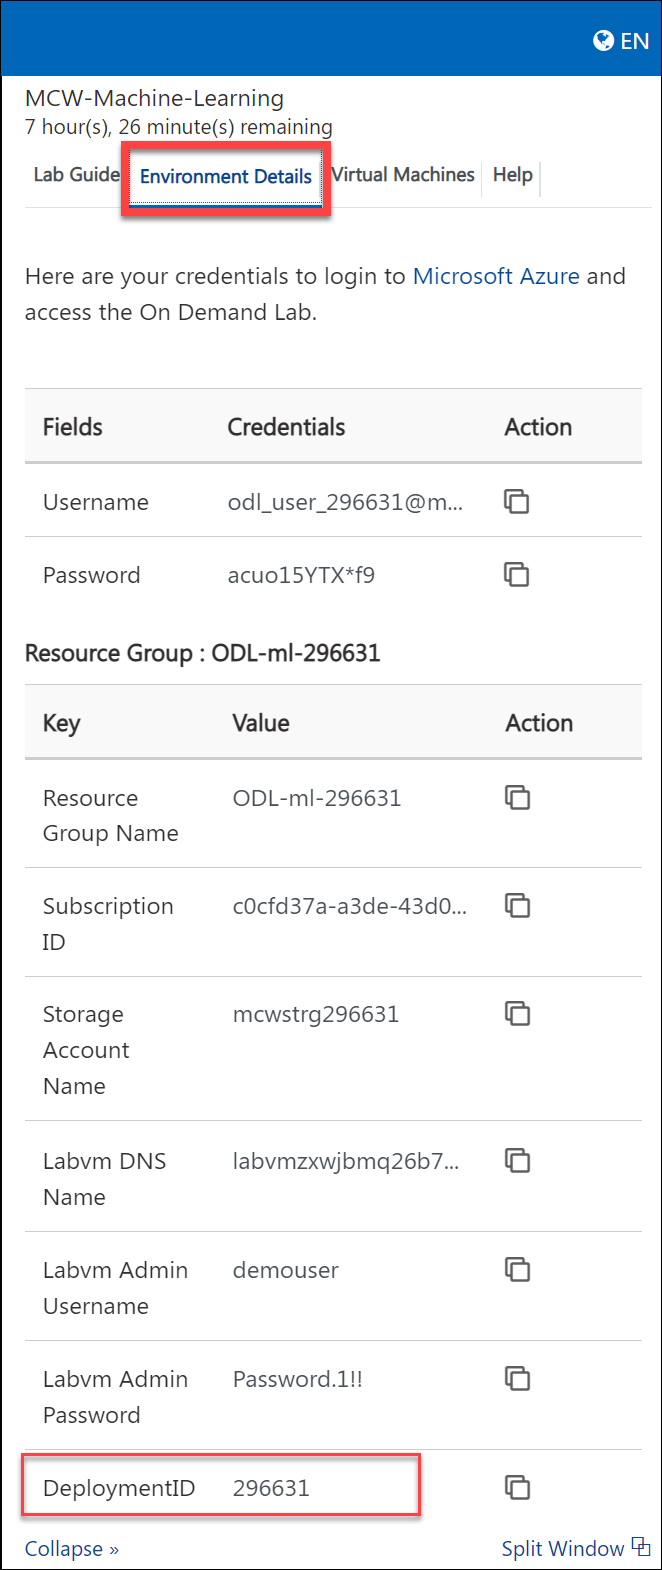 EN
MCW-Machine-Learning
7 hour(s), 26 minute(s) remaining
Lab Guide Environment Details Virtual Machines Help
Here are your credentials to login to Microsoft Azure and
access the On Demand Lab.
Fields Credentials Action
Username odl_user_296631@m...
Password acuo15YTX*f9
Resource Group : ODL-ml-296631
Key Value Action
Resource ODL-ml-296631
Group Name
Subscription c0cfd37a-a3de-43d0...
ID
Storage mcwstrg296631
Account
Name
Labvm DNS labvmzxwjbmq26b7...
Name
Labvm Admin demouser
Username
Labvm Admin Password.1!!
Password
DeploymentID 296631
Collapse » Split Window